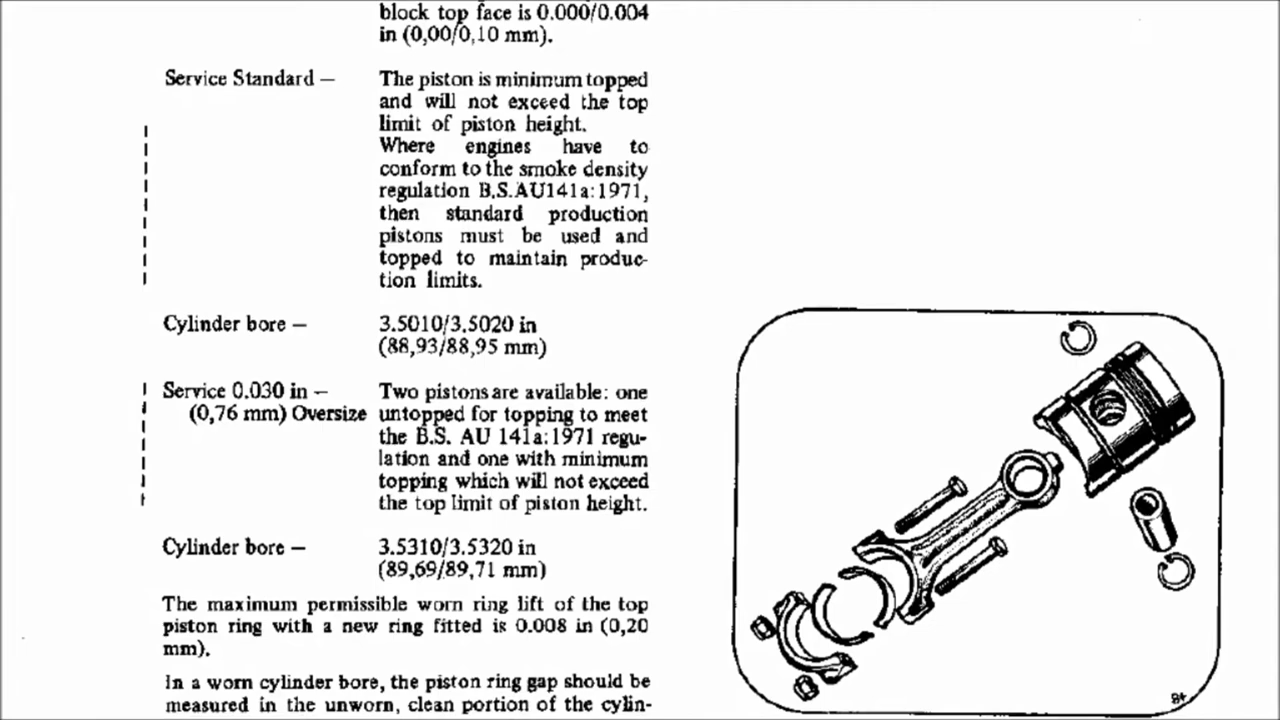 block top face is 0.000/0.004
in (0,00/0,10 mm).
Service Standard — The piston is minimum topped
and will not exceed the top
limit of piston height.
Where engines have to
conform to the smoke density
regulation B.S.AU141a:1971,
then standard production
pistons must be used and
topped to maintain produc-
tion limits.
Cylinder bore — 3.5010/3.5020 in
(88,93/88,95 mm)
Service 0.030 in — Two pistons are available: one
(0,76 mm) Oversize untopped for topping to meet
the B.S. AU 141a:1971 regu-
lation and one with minimum
topping which will not exceed
the top limit of piston height.
Cylinder bore — 3.5310/3.5320 in
(89,69/89,71 mm)
The maximum permissible worn ring lift of the top
piston ring with a new ring fitted is 0.008 in (0,20
mm).
In a worn cylinder bore, the piston ring gap should be
measured in the unworn, clean portion of the cylin-